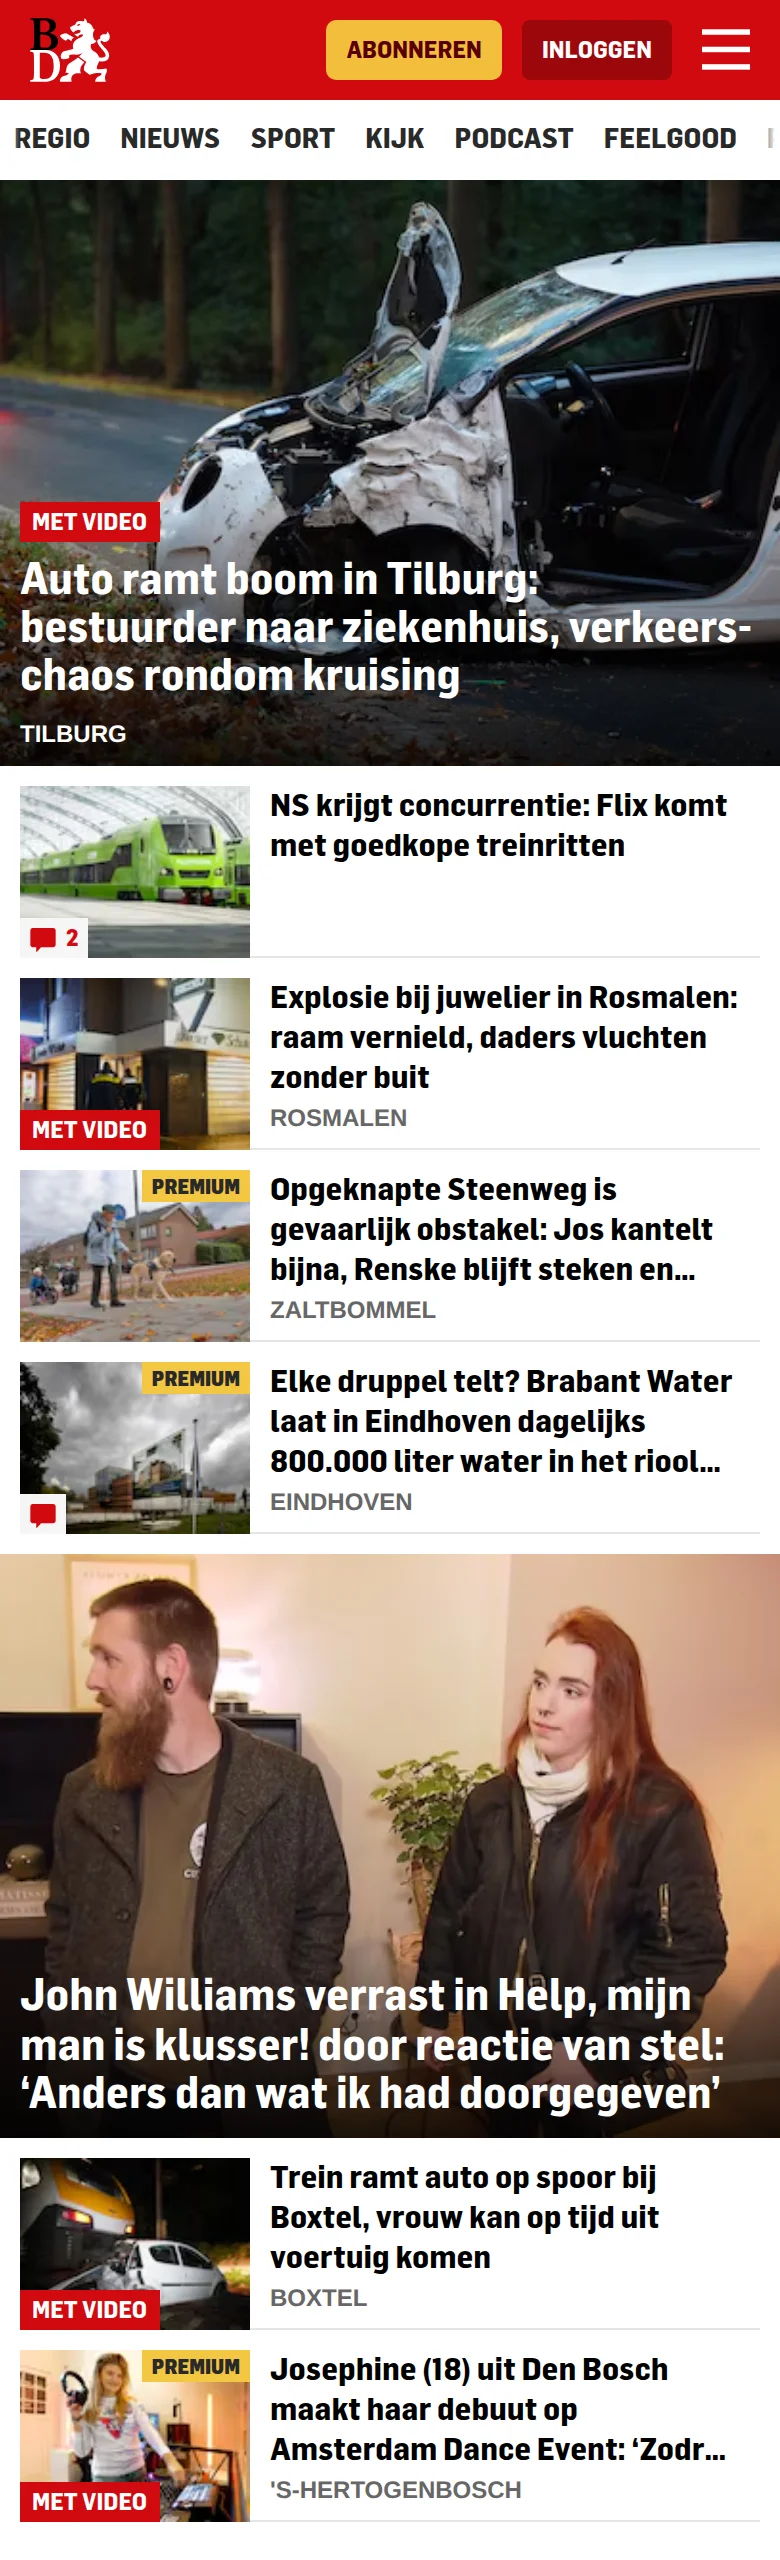 B
D
ABONNEREN
INLOGGEN
REGIO NIEUWS SPORT KIJK PODCAST FEELGOOD
MET VIDEO
Auto ramt boom in Tilburg:
bestuurder naar ziekenhuis, verkeers-
chaos rondom kruising
TILBURG
NS krijgt concurrentie: Flix komt
met goedkope treinritten
2
Explosie bij juwelier in Rosmalen:
raam vernield, daders vluchten
zonder buit
ROSMALEN
MET VIDEO
PREMIUM
Opgeknapte Steenweg is
gevaarlijk obstakel: Jos kantelt
bijna, Renske blijft steken en...
ZALTBOMMEL
PREMIUM
Elke druppel telt? Brabant Water
laat in Eindhoven dagelijks
800.000 liter water in het riool...
EINDHOVEN
John Williams verrast in Help, mijn
man is klusser! door reactie van stel:
‘Anders dan wat ik had doorgegeven’
Trein ramt auto op spoor bij
Boxtel, vrouw kan op tijd uit
voertuig komen
BOXTEL
MET VIDEO
PREMIUM
Josephine (18) uit Den Bosch
maakt haar debuut op
Amsterdam Dance Event: ‘Zodr...
'S-HERTOGENBOSCH
MET VIDEO